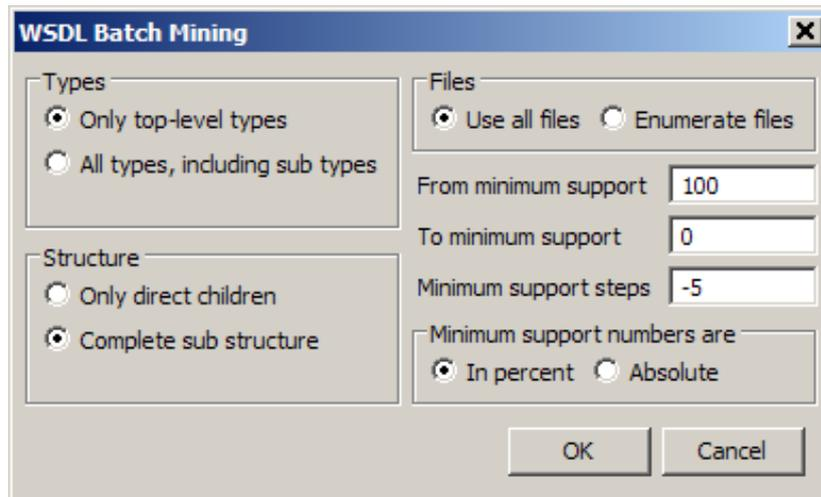 WSDL Batch Mining
Types
Only top-level types
All types, including sub types
Structure
Only direct children
Complete sub structure
Files
Use all files Enumerate files
From minimum support 100
To minimum support 0
Minimum support steps -5
Minimum support numbers are
In percent Absolute
OK Cancel